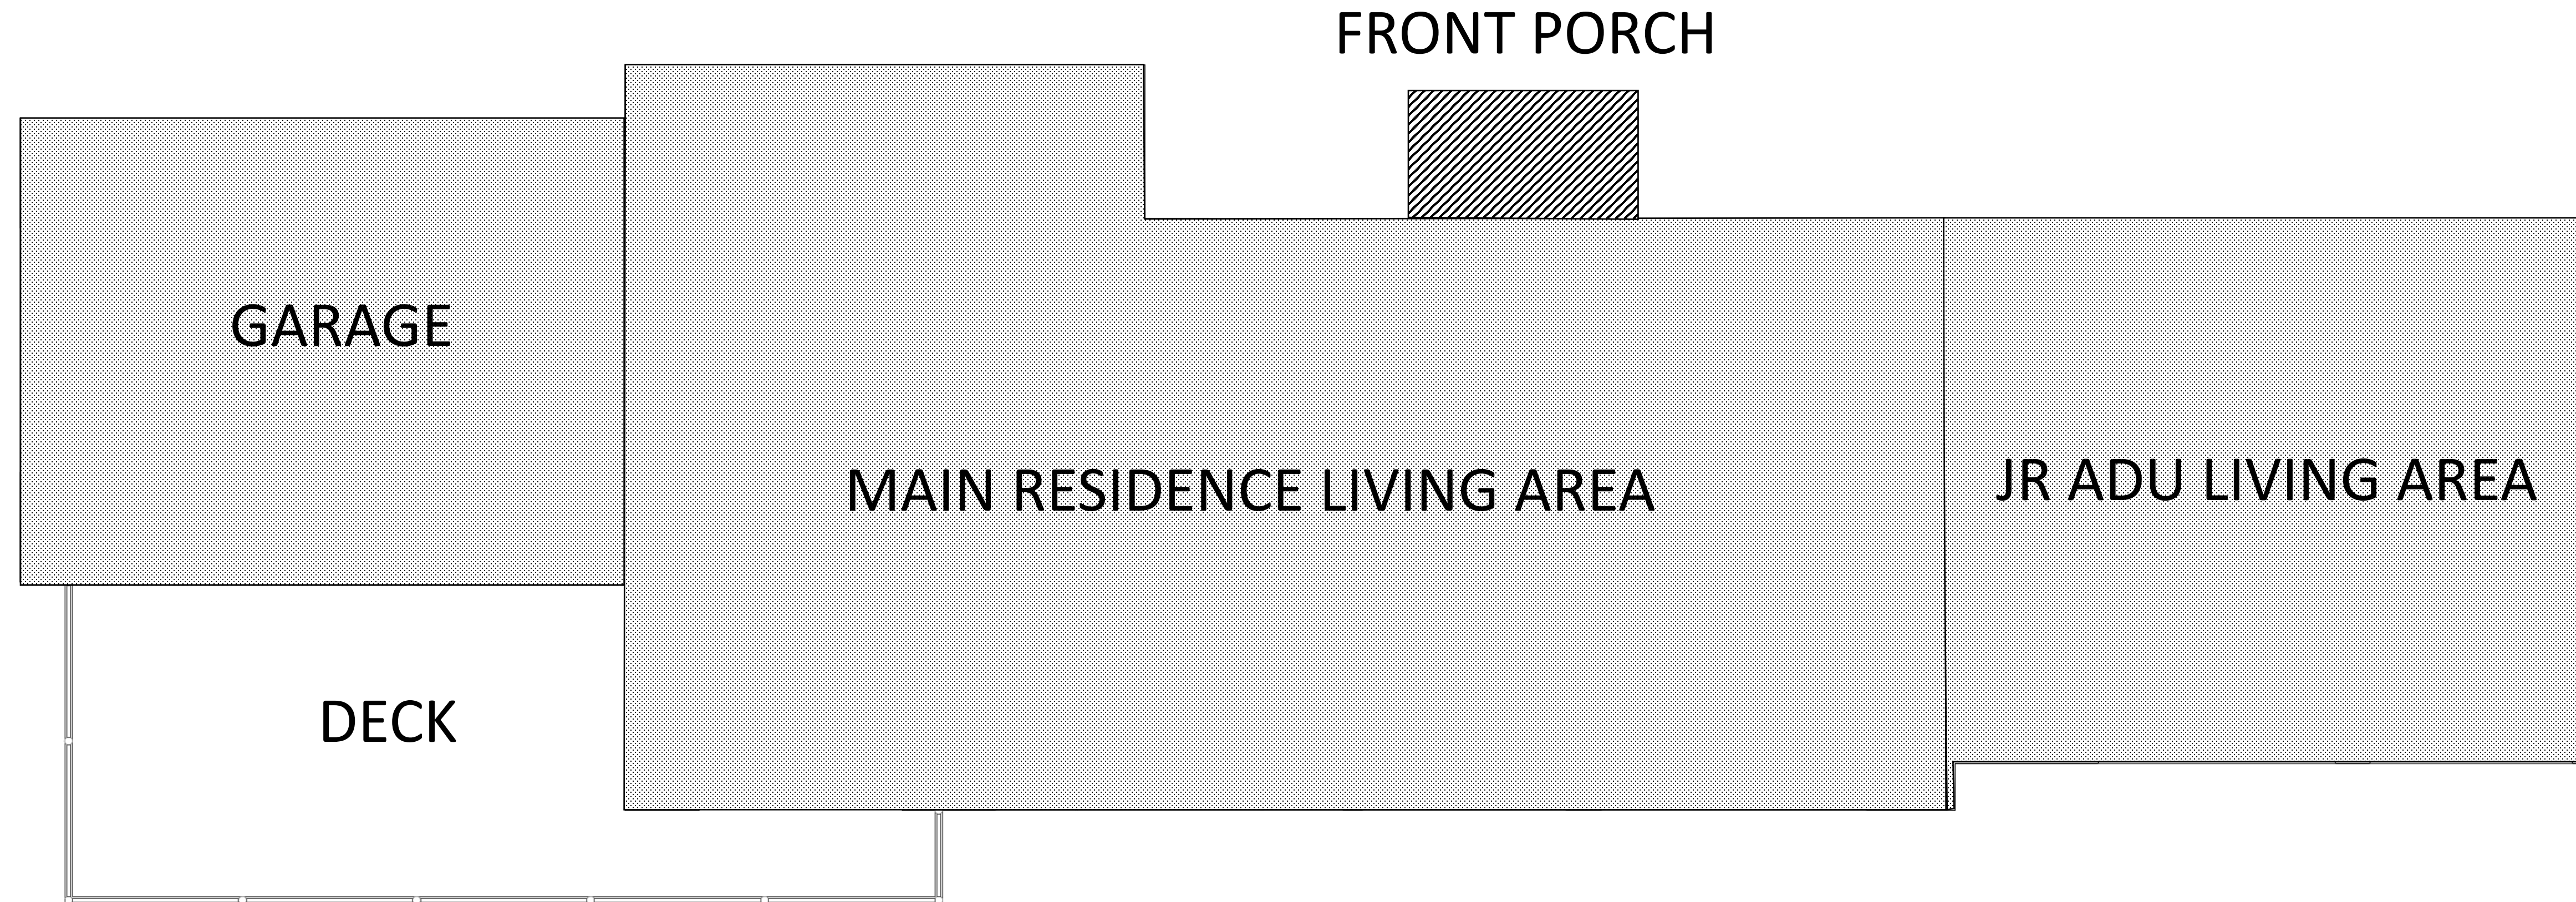 FRONT PORCH
GARAGE
MAIN RESIDENCE LIVING AREA
JR ADU LIVING AREA
DECK